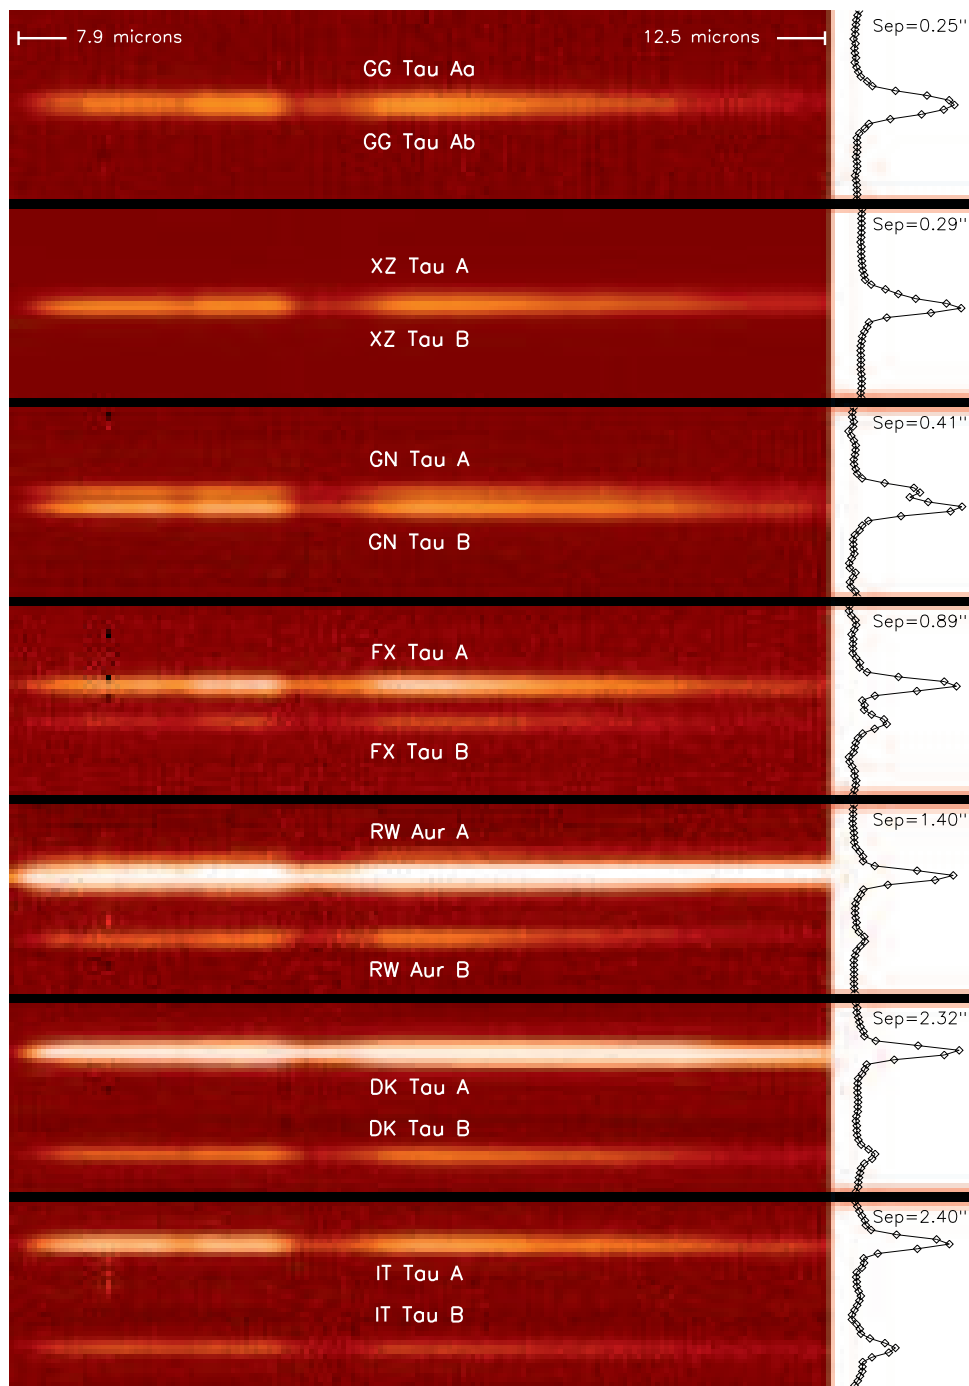 Sep=0.25"
7.9 microns
12.5 microns
GG Tau Aa
GG Tau Ab
Sep=0.29"
XZ Tau A
XZ Tau B
Sep=0.41"
GN Tau A
GN Tau B
Sep=0.89"
FX Tau A
FX Tau B
Sep=1.40"
RW Aur A
RW Aur B
Sep=2.32"
DK Tau A
DK Tau B
Sep=2.40"
IT Tau A
IT Tau B